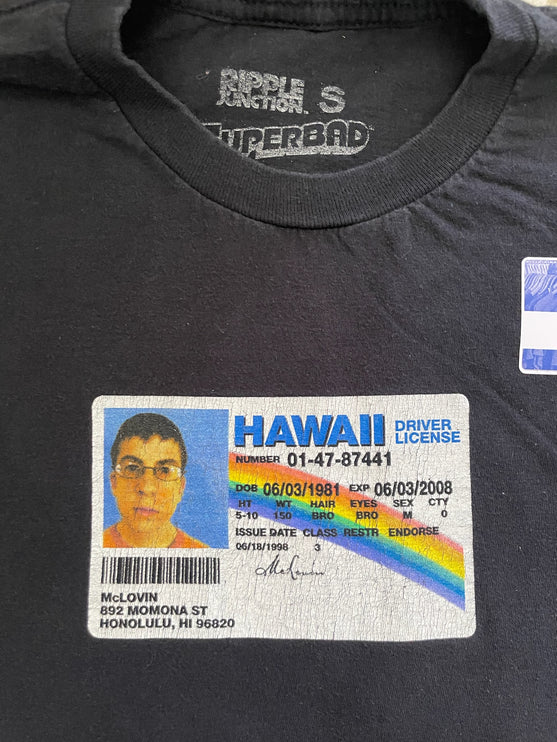 RIPPLE
JUNCTION S
SUPERBAD
HAWAII DRIVER
LICENSE
NUMBER 01-47-87441
DOB 06/03/1981 EXP 06/03/2008
HT WT HAIR EYES SEX CTY
5-10 150 BRO BRO M 0
ISSUE DATE CLASS RESTR ENDORSE
06/18/1998 3
McLovin
McLOVIN
892 MOMONA ST
HONOLULU, HI 96820